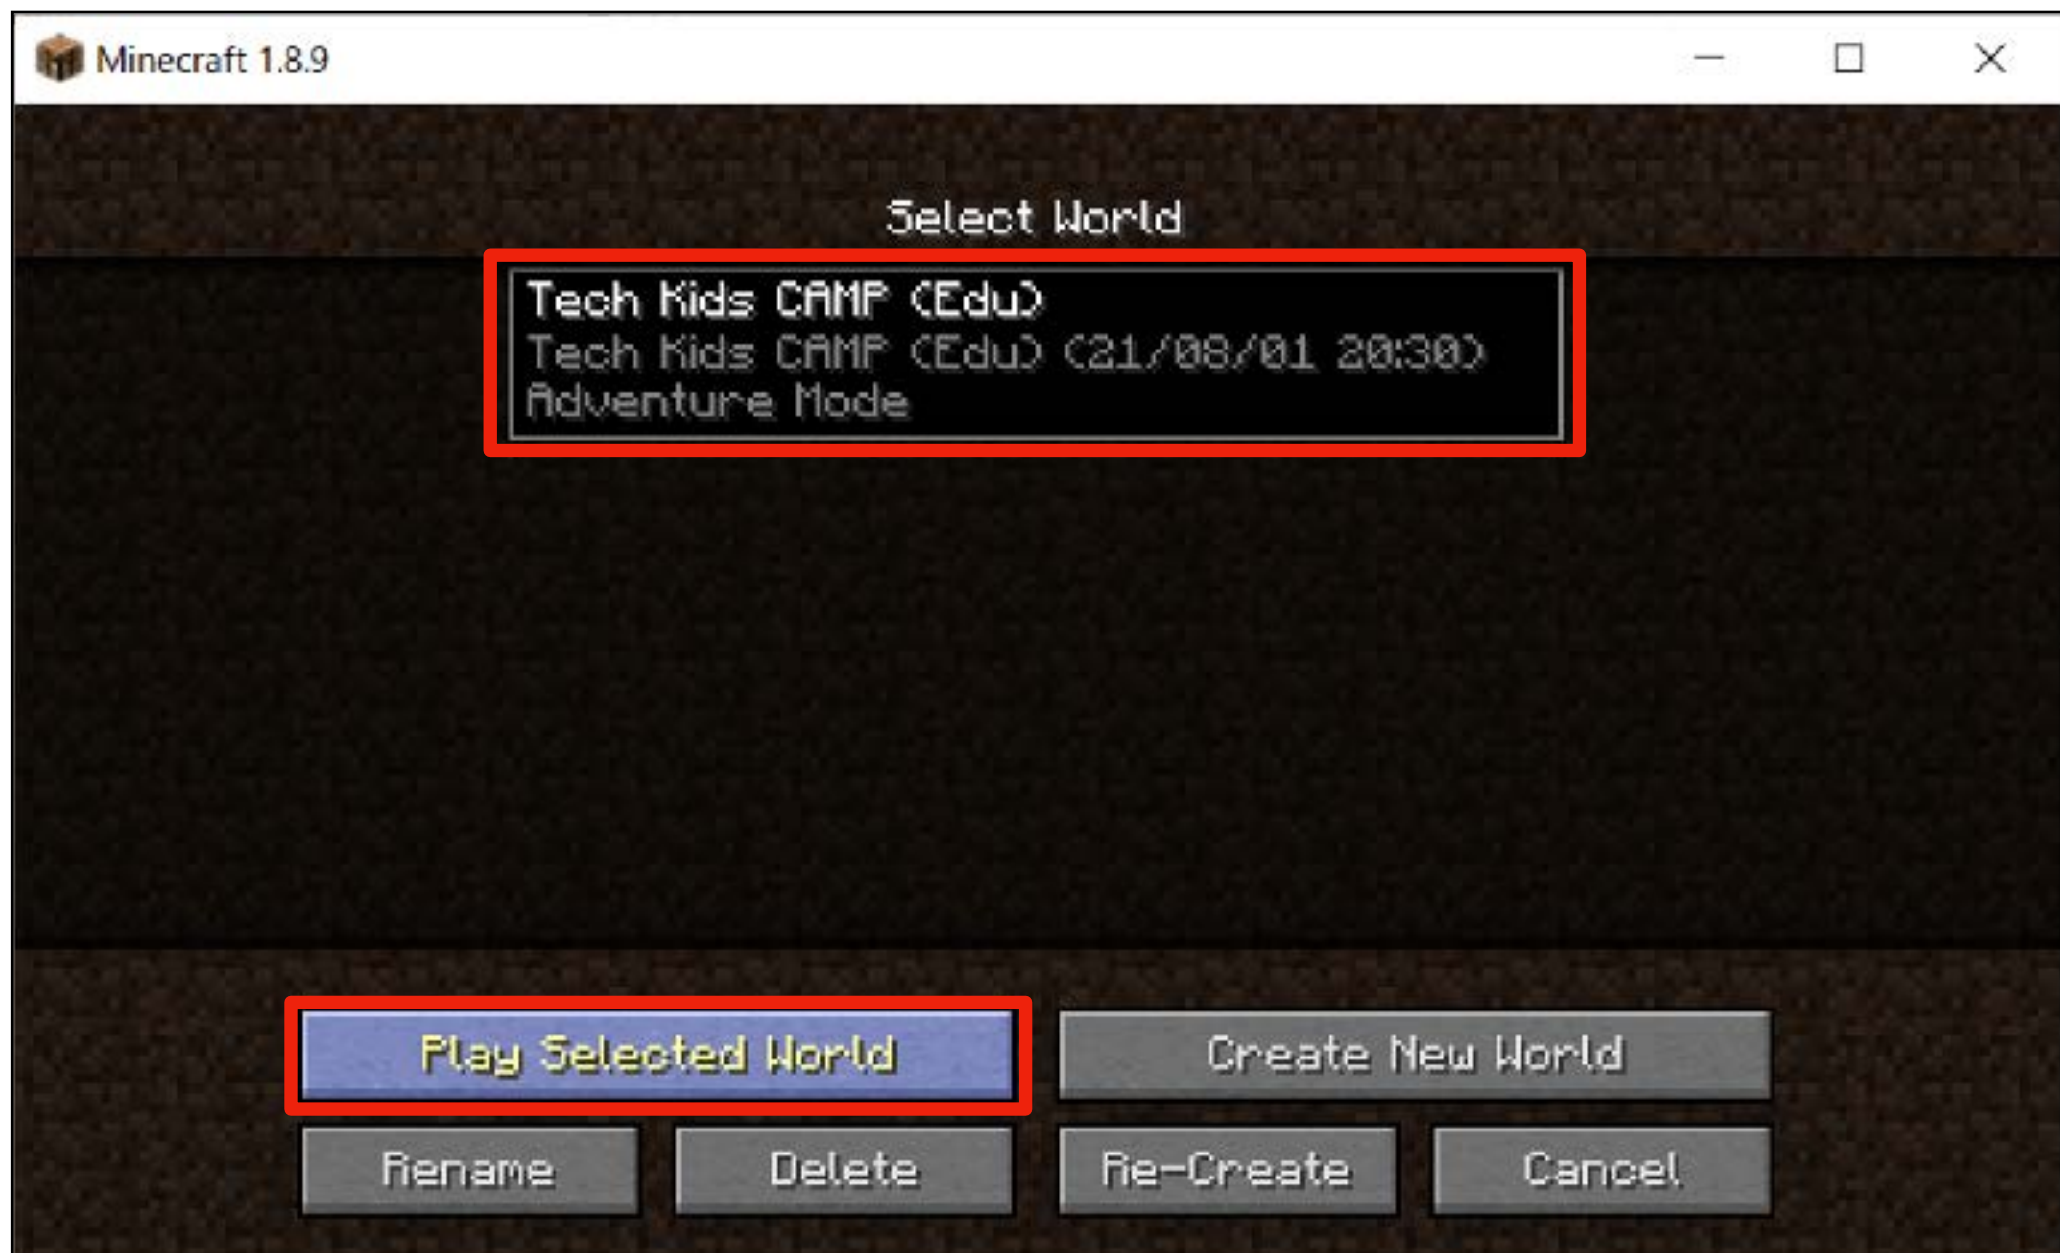 Minecraft 1.8.9
Select World
Tech Kids CAMP (Edu)
Tech Kids CAMP (Edu) (21/08/01 20:30)
Adventure Mode
Play Selected World
Create New World
Rename
Delete
Re-Create
Cancel